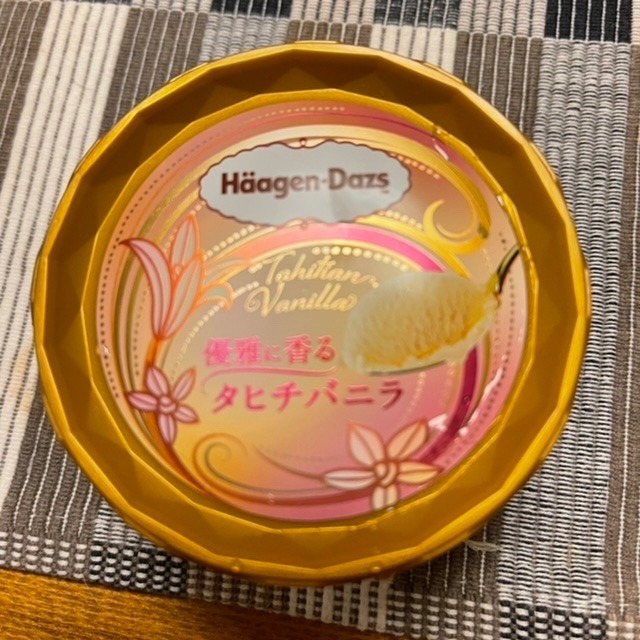 Häagen-Dazs
Tahitian
Vanilla
優雅に香る
タヒチバニラ